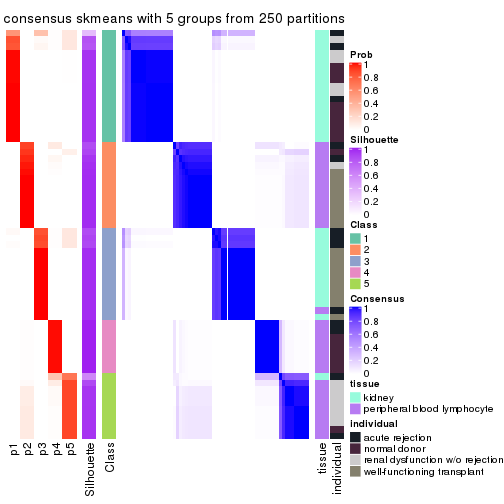 consensus skmeans with 5 groups from 250 partitions
Prob
1
0.8
0.6
0.4
0.2
0
Silhouette
1
0.8
0.6
0.4
0.2
0
Class
1
2
3
4
5
Consensus
1
0.8
0.6
0.4
0.2
0
tissue
kidney
peripheral blood lymphocyte
individual
acute rejection
normal donor
renal dysfunction w/o rejection
well-functioning transplant
p1
p2
p3
p4
p5
Silhouette
Class
tissue
individual